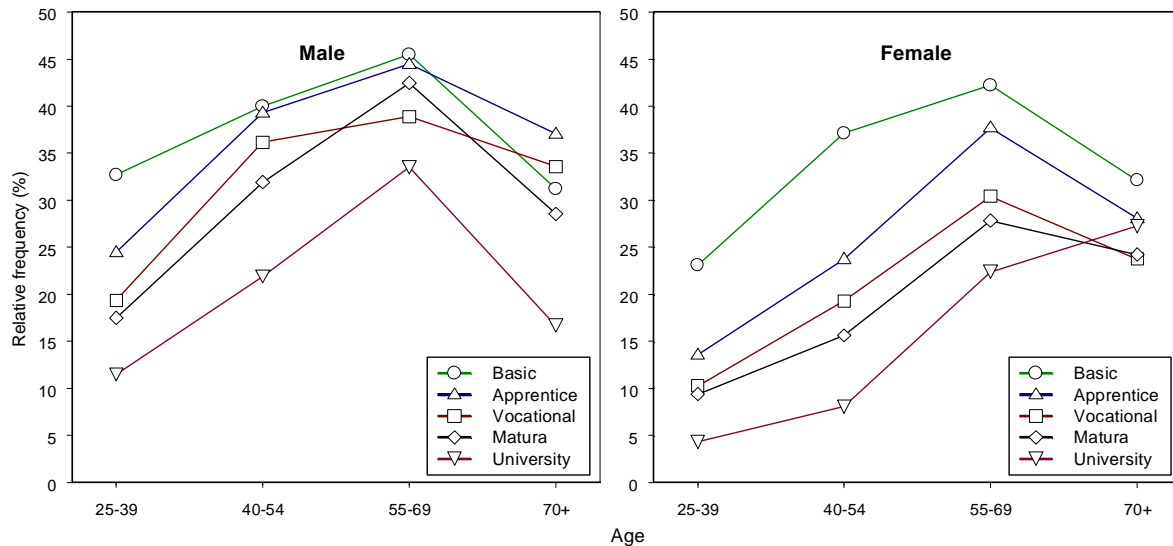 Male
Female
Relative frequency (%)
50
45
40
35
30
25
20
15
10
5
0
50
45
40
35
30
25
20
15
10
5
0
Basic
Apprentice
Vocational
Matura
University
Basic
Apprentice
Vocational
Matura
University
25-39 40-54 55-69 70+
25-39 40-54 55-69 70+
Age